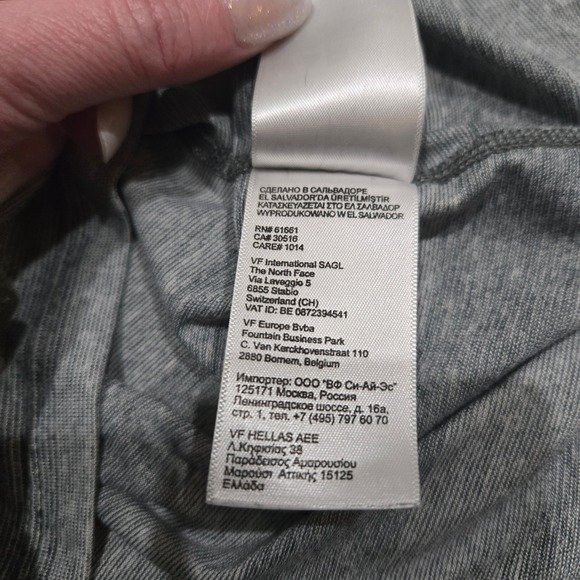 СДЕЛАНО В САЛЬВАДОРЕ
EL SALVADOR'DA ÜRETİLMİŞTİR
ΚΑΤΑΣΚΕΥΑΖΕΤΑΙ ΣΤΟ ΕΛ ΣΑΛΒΑΔΟΡ
WYPRODUKOWANO W EL SALWADOR
RN# 61661
CA# 30516
CARE# 1014
VF International SAGL
The North Face
Via Laveggio 5
6855 Stabio
Switzerland (CH)
VAT ID: BE 0872394541
VF Europe Bvba
Fountain Business Park
C. Van Kerckhovenstraat 110
2880 Bornem, Belgium
Импортер: ООО "ВФ Си-Ай-Эс"
125171 Москва, Россия
Ленинградское шоссе, д. 16а,
стр. 1, тел. +7 (495) 797 60 70
VF HELLAS AEE
Λ.Κηφισίας 38
Παράδεισος Αμαρουσίου
Μαρούσι Αττικής 15125
Ελλάδα